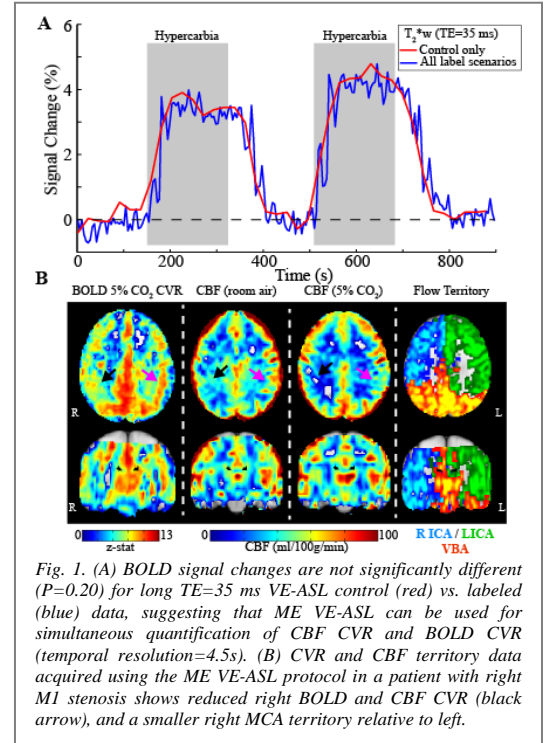 A
Hypercarbia
Hypercarbia
T2*w (TE=35 ms)
Control only
All label scenarios
Signal Change (%)
6
4
2
0
0
200
400
600
800
Time (s)
B
BOLD 5% CO2 CVR
CBF (room air)
CBF (5% CO2)
Flow Territory
R
L
R
L
0
13
z-stat
0
100
CBF (ml/100g/min)
R ICA / LICA
VBA
Fig. 1. (A) BOLD signal changes are not significantly different
(P=0.20) for long TE=35 ms VE-ASL control (red) vs. labeled
(blue) data, suggesting that ME VE-ASL can be used for
simultaneous quantification of CBF CVR and BOLD CVR
(temporal resolution=4.5s). (B) CVR and CBF territory data
acquired using the ME VE-ASL protocol in a patient with right
M1 stenosis shows reduced right BOLD and CBF CVR (black
arrow), and a smaller right MCA territory relative to left.